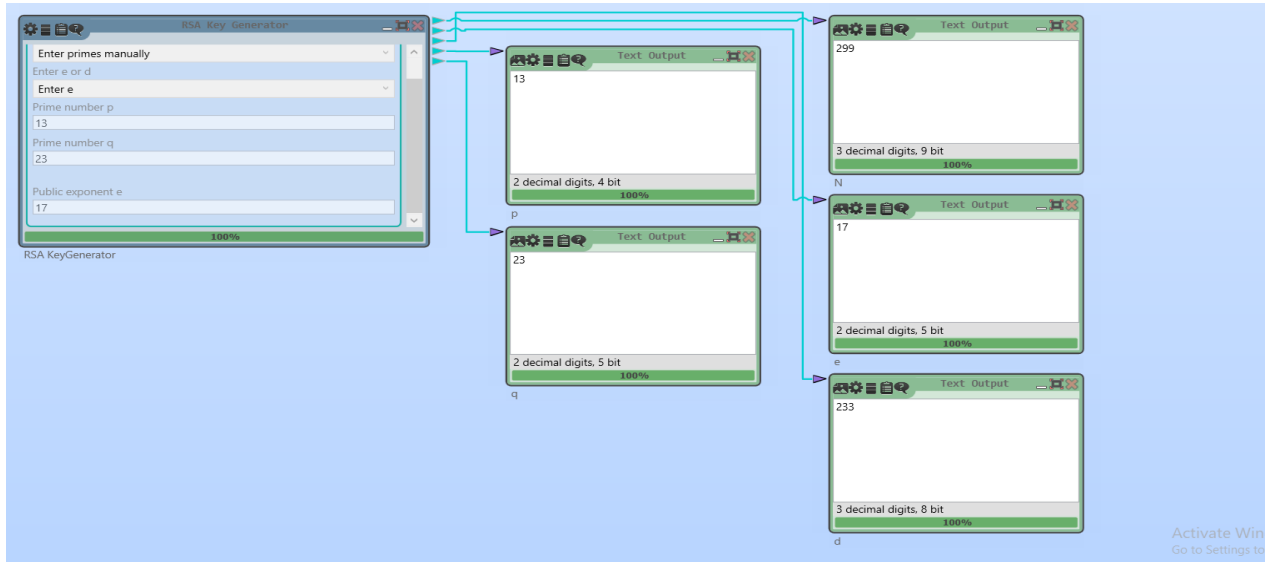 RSA Key Generator
Enter primes manually
Enter e or d
Enter e
Prime number p
13
Prime number q
23
Public exponent e
17
100%
RSA KeyGenerator
Text Output
13
2 decimal digits, 4 bit
100%
p
Text Output
23
2 decimal digits, 5 bit
100%
q
Text Output
299
3 decimal digits, 9 bit
100%
N
Text Output
17
2 decimal digits, 5 bit
100%
e
Text Output
233
3 decimal digits, 8 bit
100%
d
Activate Win
Go to Settings to